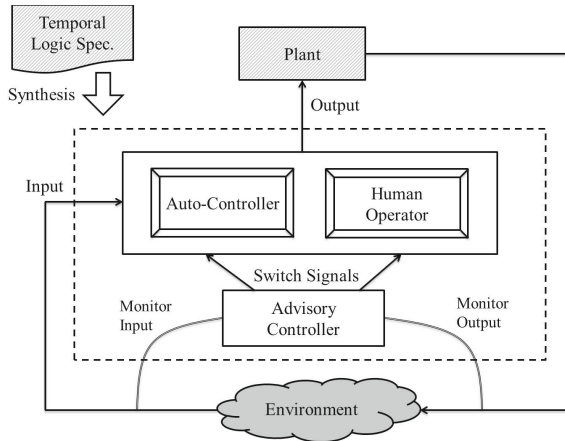 Temporal
Logic Spec.
Plant
Synthesis
Output
Input
Auto-Controller
Human
Operator
Switch Signals
Monitor
Input
Advisory
Controller
Monitor
Output
Environment